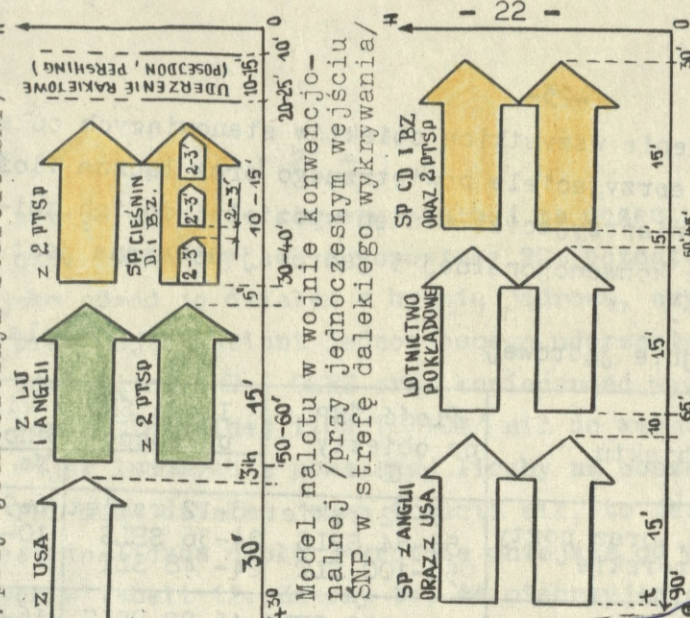 - 22 -
z USA
Z LU
ANGLII
z 2 PTSP
z 2 PTSP
SP. CIEŚNIN
D. I B.Z.
2-3'
2-3'
2-3'
2-3'
UDERZENIE RAKIETOWE
(POSEJDON, PERSHING)
30'
3ih
15'
15'
10-15'
10-15'
+30
50-60'
30-40'
20-25'
10'
0
Model nalotu w wojnie konwencjo-
nalnej /przy jednoczesnym wejściu
ŚNP w strefę dalekiego wykrywania/
H
SP Z ANGLII
ORAZ Z USA
LOTNICTWO
POKŁADOWE
SP CD I BZ
ORAZ 2 PTSP
t
15
10
15'
15'
15'
90'
65'
30'
0